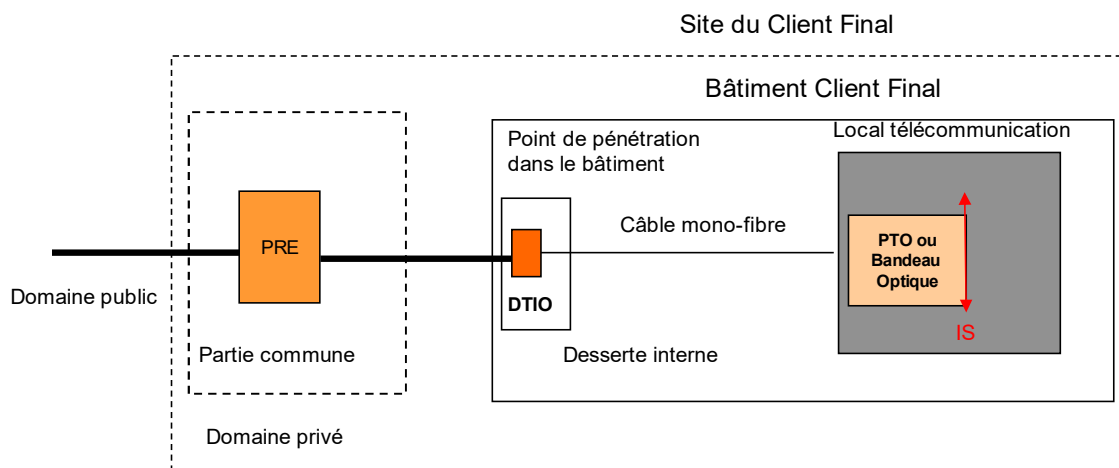 Site du Client Final
Bâtiment Client Final
Point de pénétration
dans le bâtiment
Local télécommunication
PRE
Câble mono-fibre
PTO ou
Bandeau
Optique
Domaine public
DTIO
IS
Partie commune
Desserte interne
Domaine privé